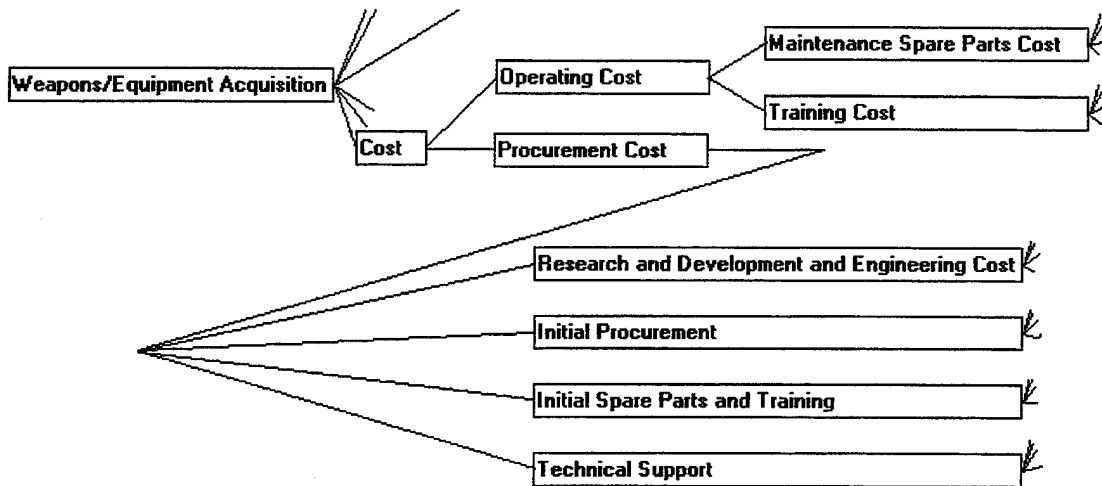 Maintenance Spare Parts Cost
Weapons/Equipment Acquisition
Operating Cost
Training Cost
Cost
Procurement Cost
Research and Development and Engineering Cost
Initial Procurement
Initial Spare Parts and Training
Technical Support